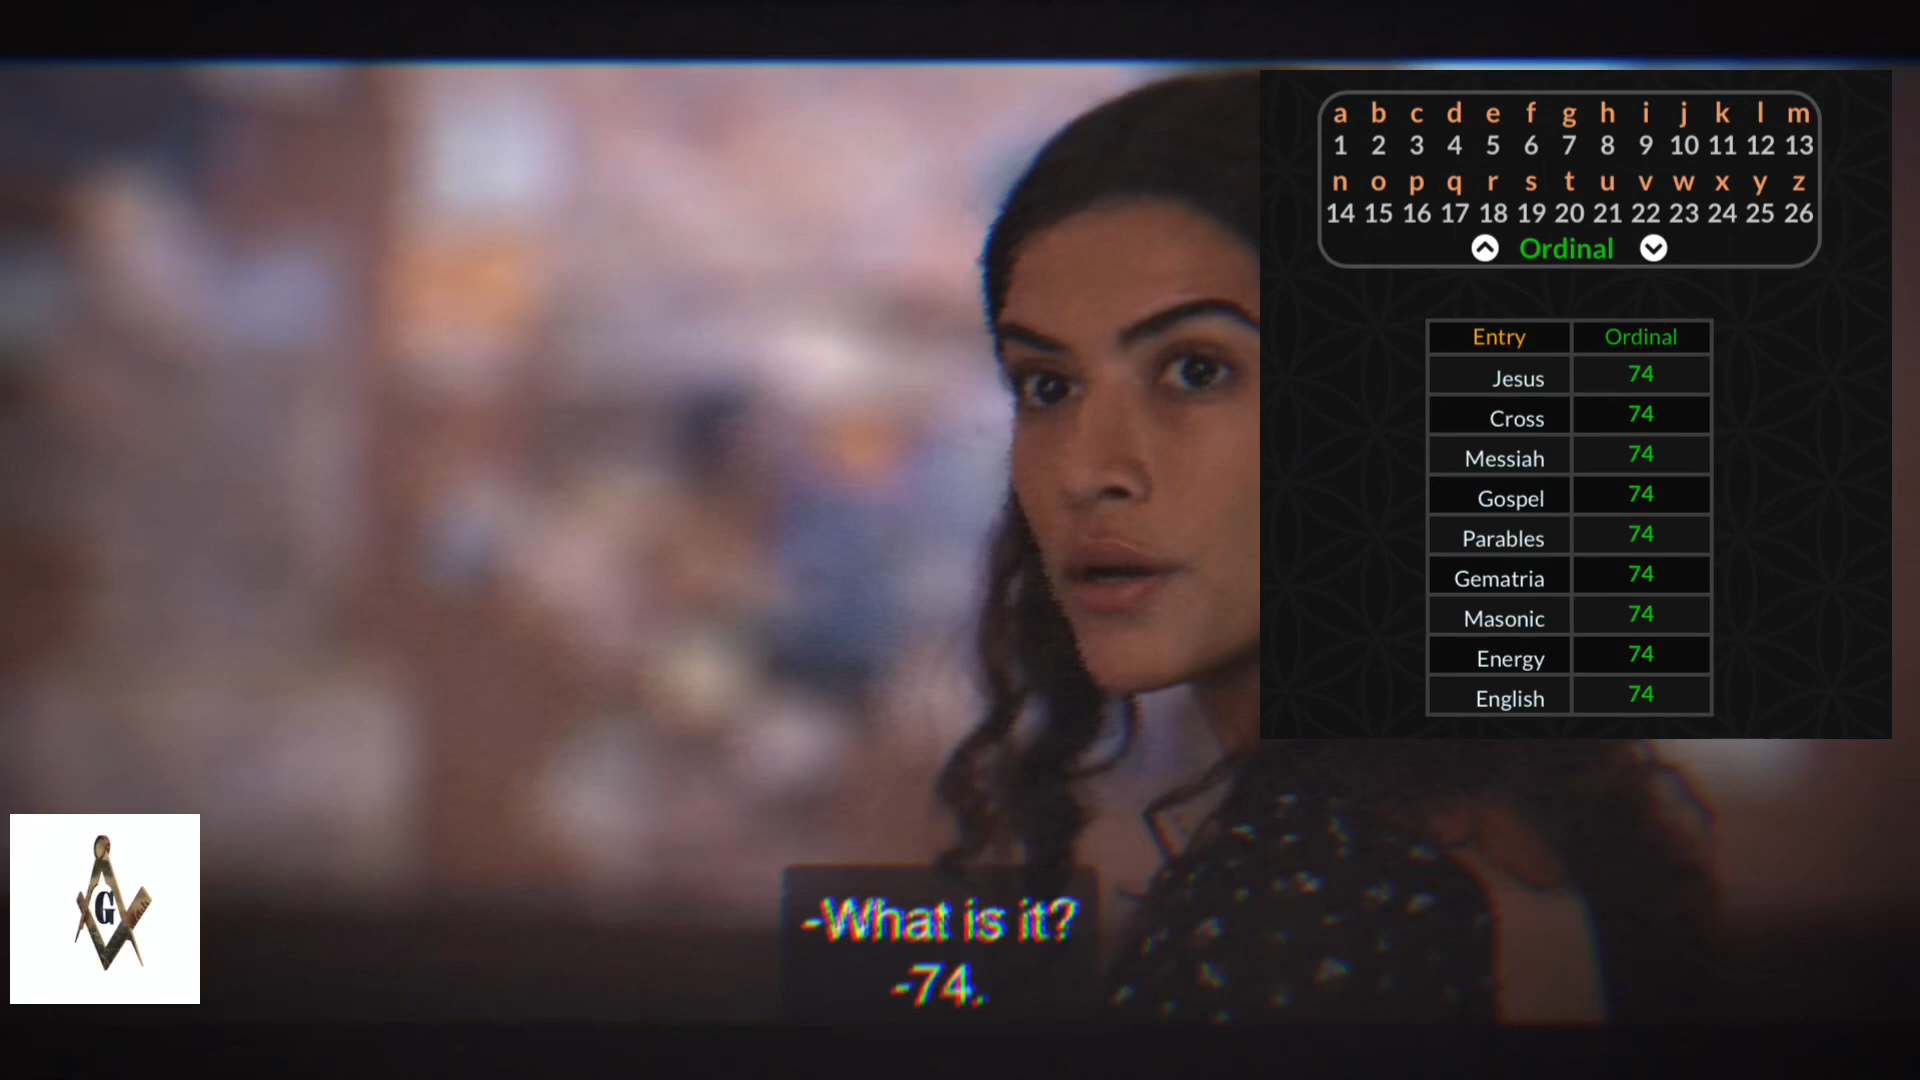 a b c d e f g h i j k l m
1 2 3 4 5 6 7 8 9 10 11 12 13
n o p q r s t u v w x y z
14 15 16 17 18 19 20 21 22 23 24 25 26
Ordinal
Entry Ordinal
Jesus 74
Cross 74
Messiah 74
Gospel 74
Parables 74
Gematria 74
Masonic 74
Energy 74
English 74
G
-What is it?
-74.